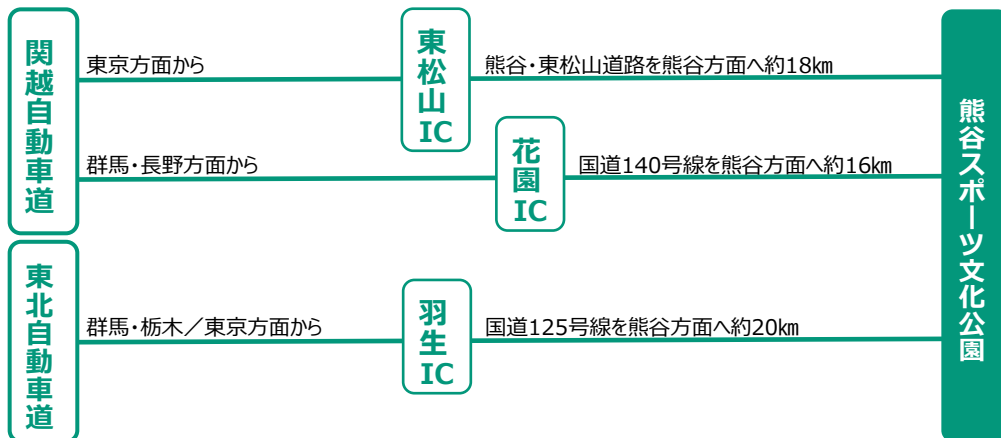 関越自動車道
東京方面から
東松山IC
熊谷・東松山道路を熊谷方面へ約18km
群馬・長野方面から
花園IC
国道140号線を熊谷方面へ約16km
東北自動車道
群馬・栃木／東京方面から
羽生IC
国道125号線を熊谷方面へ約20km
熊谷スポーツ文化公園